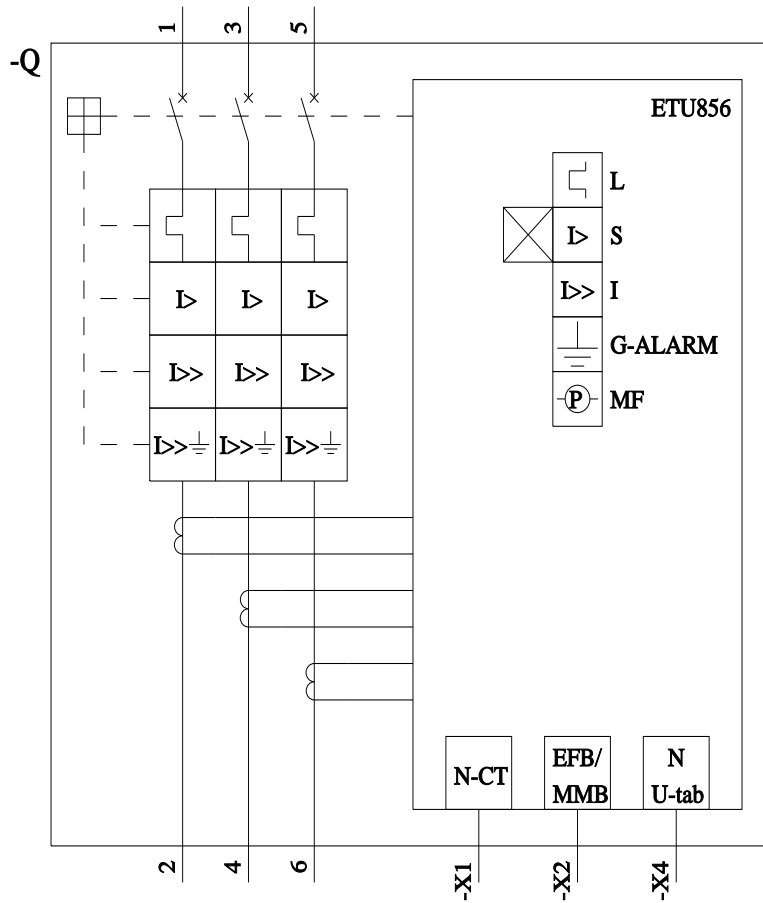 1 3 5
-Q
ETU856
L
I> S
I> I> I> I>> I
G-ALARM
I>> I>> I>> P MF
I>> I>> I>>
N-CT EFB/ N
MMB U-tab
2 4 6 -X1 -X2 -X4